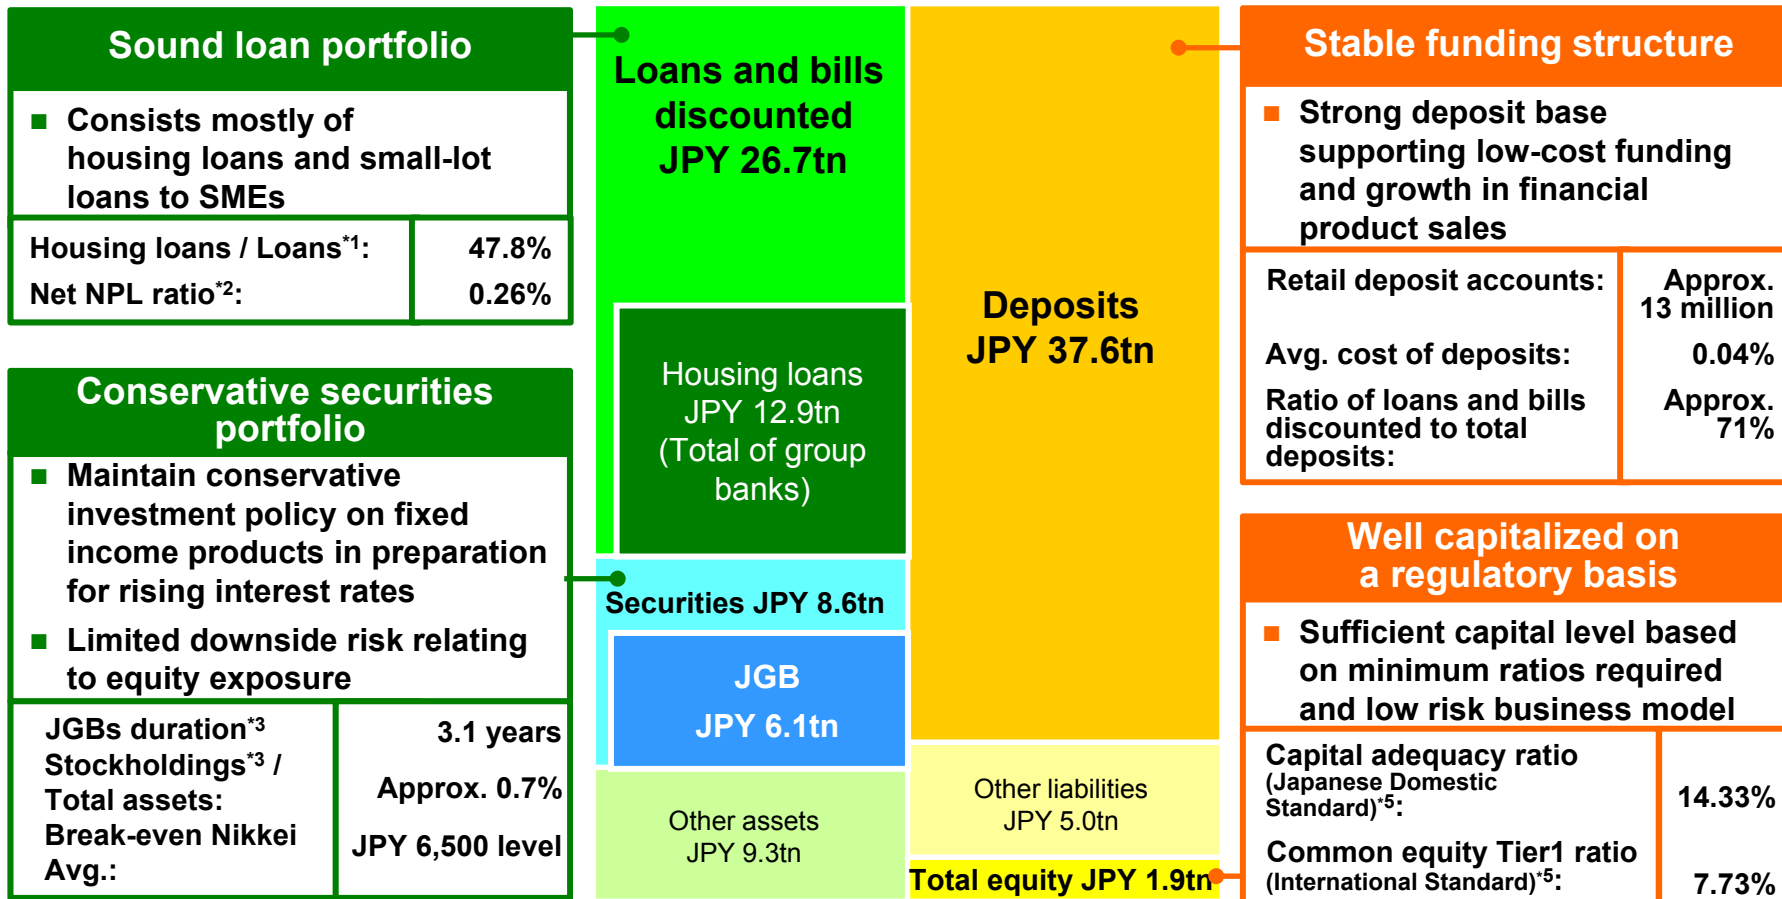 Sound loan portfolio
■ Consists mostly of
housing loans and small-lot
loans to SMEs
Housing loans / Loans*1: 47.8%
Net NPL ratio*2: 0.26%
Conservative securities
portfolio
■ Maintain conservative
investment policy on fixed
income products in preparation
for rising interest rates
■ Limited downside risk relating
to equity exposure
JGBs duration*3 3.1 years
Stockholdings*3 /
Total assets: Approx. 0.7%
Break-even Nikkei
Avg.: JPY 6,500 level
Loans and bills
discounted
JPY 26.7tn
Housing loans
JPY 12.9tn
(Total of group
banks)
Securities JPY 8.6tn
JGB
JPY 6.1tn
Other assets
JPY 9.3tn
Deposits
JPY 37.6tn
Other liabilities
JPY 5.0tn
Total equity JPY 1.9tn
Stable funding structure
■ Strong deposit base
supporting low-cost funding
and growth in financial
product sales
Retail deposit accounts: Approx.
13 million
Avg. cost of deposits: 0.04%
Ratio of loans and bills Approx.
discounted to total 71%
deposits:
Well capitalized on
a regulatory basis
■ Sufficient capital level based
on minimum ratios required
and low risk business model
Capital adequacy ratio
(Japanese Domestic
Standard)*5: 14.33%
Common equity Tier1 ratio
(International Standard)*5: 7.73%